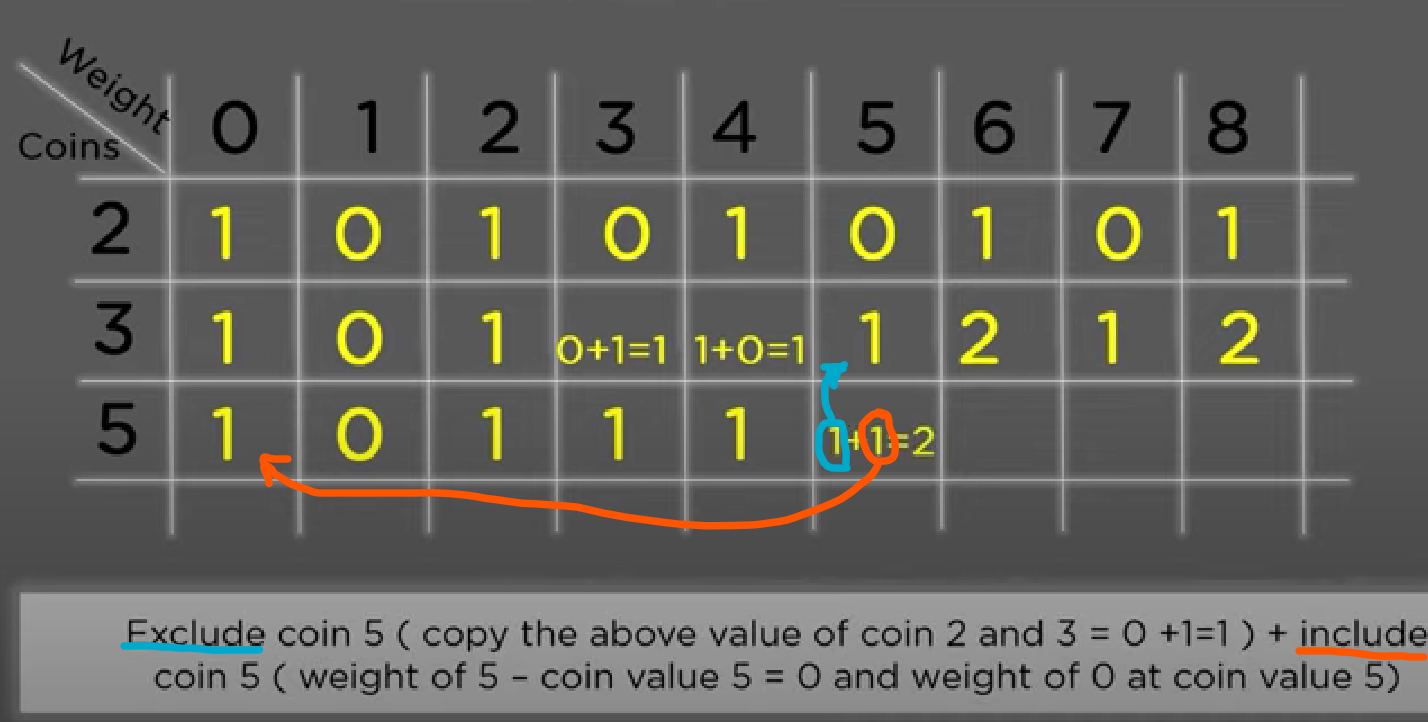 Weight
Coins 0 1 2 3 4 5 6 7 8
2 1 0 1 0 1 0 1 0 1
3 1 0 1 0+1=1 1+0=1 1 2 1 2
5 1 0 1 1 1 1+1=2
Exclude coin 5 ( copy the above value of coin 2 and 3 = 0 +1=1 ) + include
coin 5 ( weight of 5 – coin value 5 = 0 and weight of 0 at coin value 5)